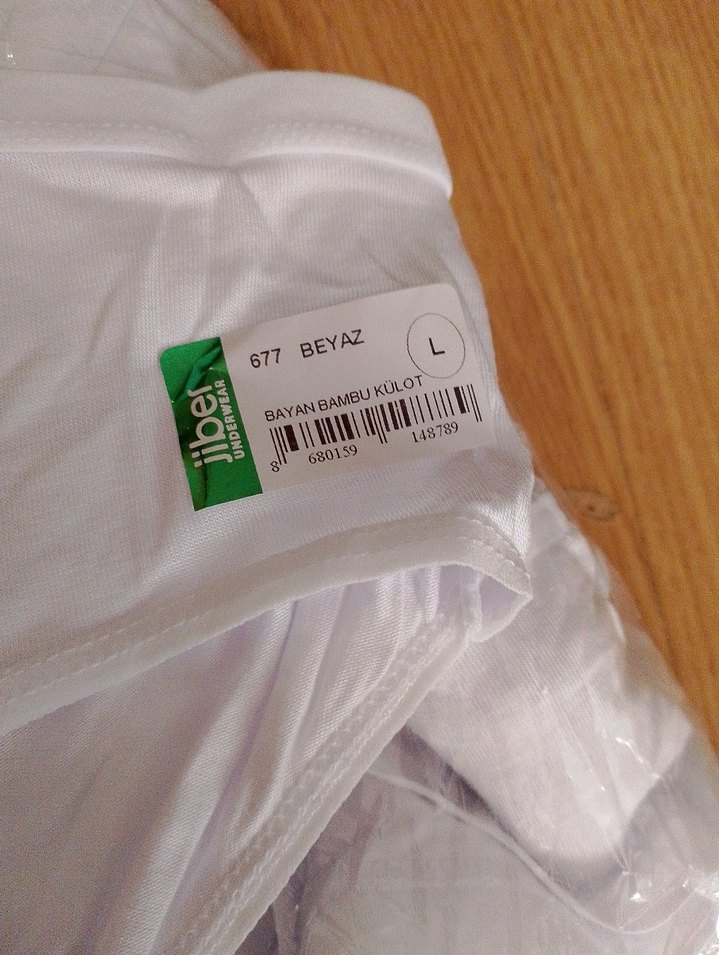 677 BEYAZ
L
BAYAN BAMBU KÜLOT
8 680159 148789
jiber
UNDERWEAR